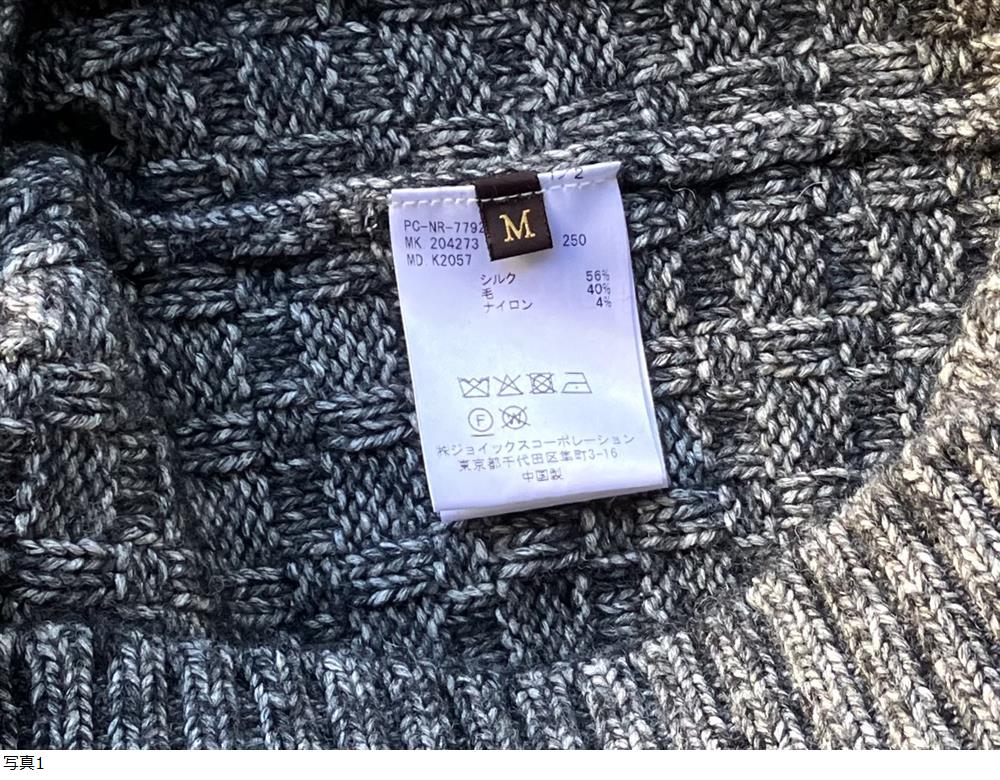 1/2
PC-NR-7792
M
MK. 204273 250
MD. K2057
シルク 56%
毛 40%
ナイロン 4%
F
W
㈱ジョイックスコーポレーション
東京都千代田区隼町3-16
中国製
写真1